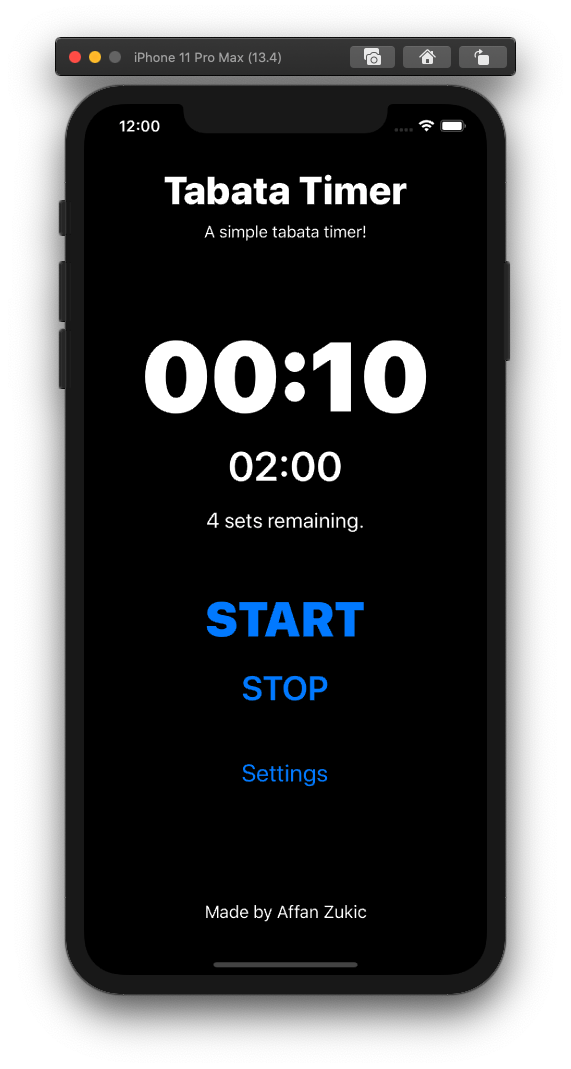 iPhone 11 Pro Max (13.4)
12:00
Tabata Timer
A simple tabata timer!
00:10
02:00
4 sets remaining.
START
STOP
Settings
Made by Affan Zukic